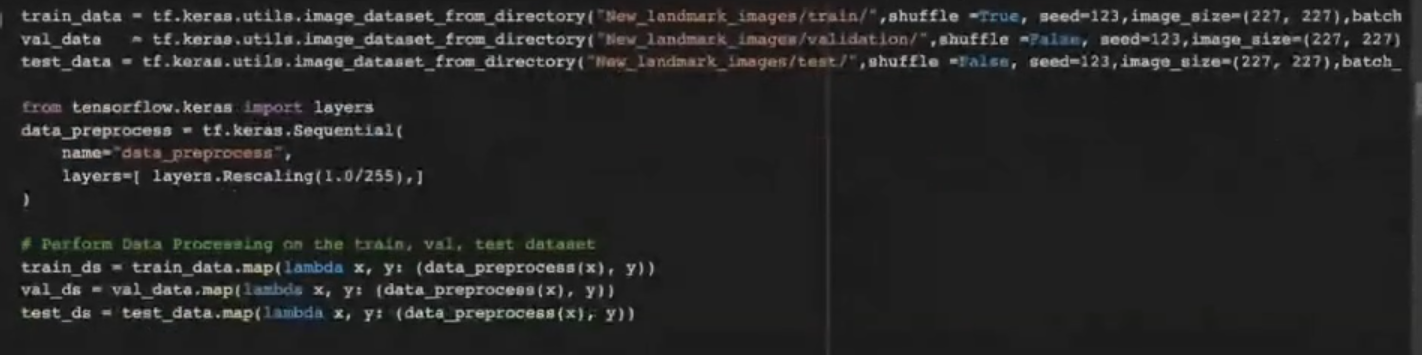 train_data = tf.keras.utils.image_dataset_from_directory("New_landmark_images/train/",shuffle =True, seed=123,image_size=(227, 227),batch
val_data = tf.keras.utils.image_dataset_from_directory("New_landmark_images/validation/",shuffle =False, seed=123,image_size=(227, 227)
test_data = tf.keras.utils.image_dataset_from_directory("New_landmark_images/test/",shuffle =False, seed=123,image_size=(227, 227),batch_
from tensorflow.keras import layers
data_preprocess = tf.keras.Sequential(
    name="data_preprocess",
    layers=[ layers.Rescaling(1.0/255),]
)
# Perform Data Processing on the train, val, test dataset
train_ds = train_data.map(lambda x, y: (data_preprocess(x), y))
val_ds = val_data.map(lambda x, y: (data_preprocess(x), y))
test_ds = test_data.map(lambda x, y: (data_preprocess(x), y))